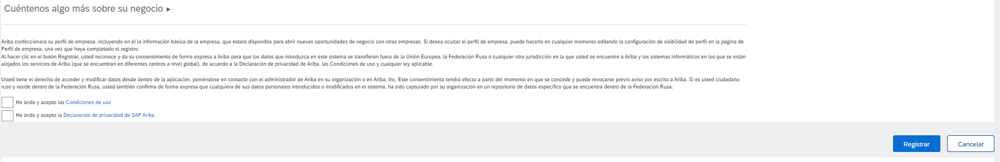 Cuéntenos algo más sobre su negocio ▶
Ariba confeccionará su perfil de empresa, incluyendo en él la información básica de la empresa, que estará disponible para abrir nuevas oportunidades de negocio con otras empresas. Si desea ocultar el perfil de empresa, puede hacerlo en cualquier momento editando la configuración de visibilidad de perfil en la página de
Perfil de empresa, una vez que haya completado el registro.
Al hacer clic en el botón Registrar, usted reconoce y da su consentimiento de forma expresa a Ariba para que los datos que introduzca en este sistema se transfieran fuera de la Unión Europea, la Federación Rusa o cualquier otra jurisdicción en la que usted se encuentre a Ariba y los sistemas informáticos en los que se están
alojados los servicios de Ariba (que se encuentran en diferentes centros a nivel global), de acuerdo a la Declaración de privacidad de Ariba, las Condiciones de uso y cualquier ley aplicable.
Usted tiene el derecho de acceder y modificar datos desde dentro de la aplicación, poniéndose en contacto con el administrador de Ariba en su organización o en Ariba, Inc. Este consentimiento tendrá efecto a partir del momento en que se concede y puede revocarse previo aviso por escrito a Ariba. Si es usted ciudadano
ruso y reside dentro de la Federación Rusa, usted también confirma de forma expresa que cualquiera de sus datos personales introducidos o modificados en el sistema, ha sido capturado por su organización en un repositorio de datos específico que se encuentra dentro de la Federación Rusa.
He leído y acepto las Condiciones de uso
He leído y acepto la Declaración de privacidad de SAP Ariba
Registrar Cancelar